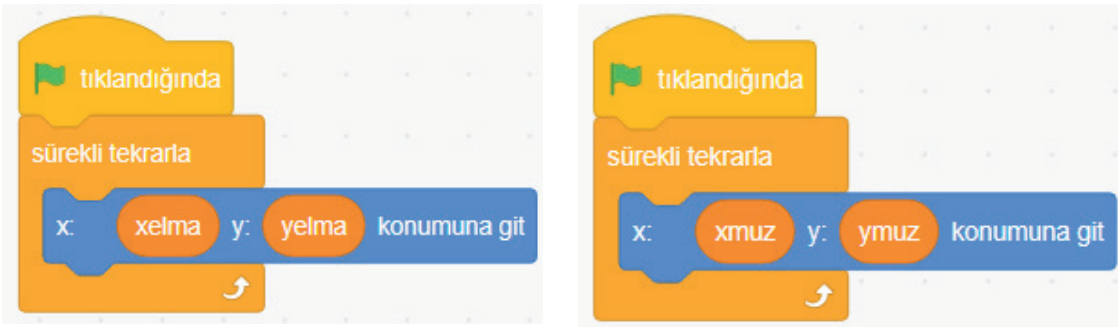 tıklandığında
sürekli tekrarla
x: xelma y: yelma konumuna git
tıklandığında
sürekli tekrarla
x: xmuz y: ymuz konumuna git